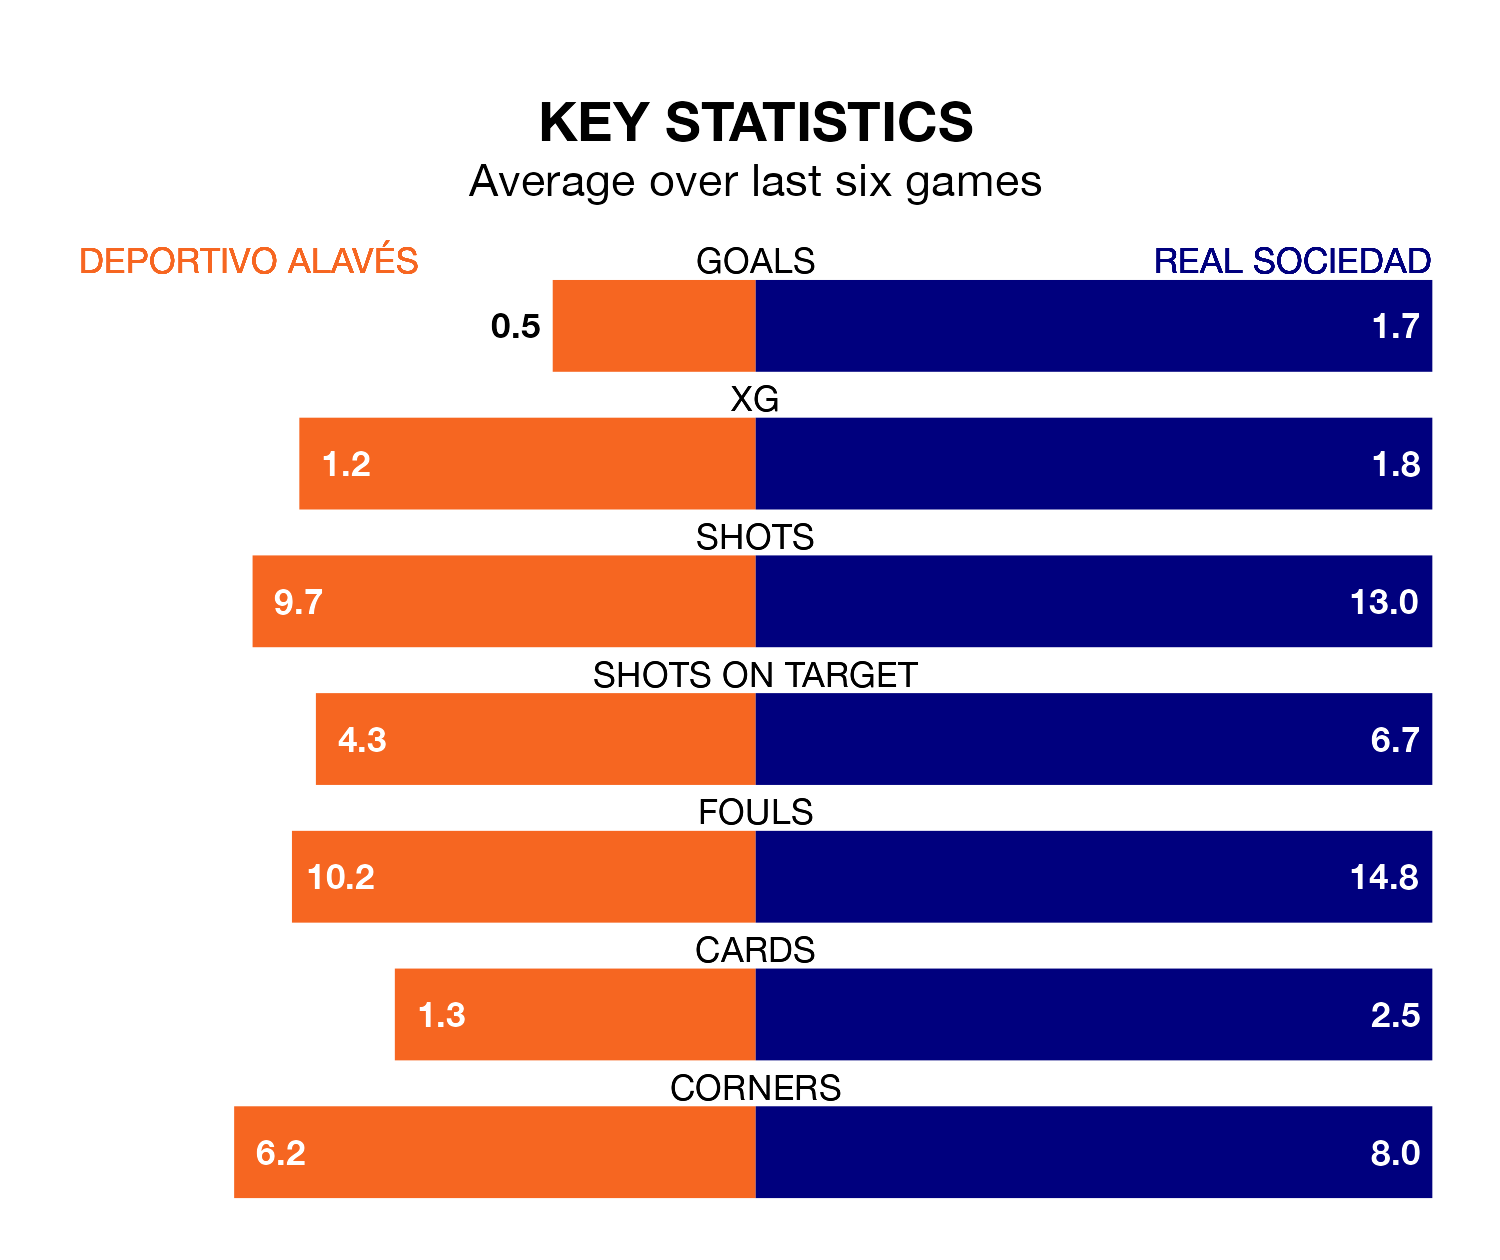 KEY STATISTICS
Average over last six games
DEPORTIVO ALAVÉS GOALS REAL SOCIEDAD
0.5 1.7
XG
1.2 1.8
SHOTS
9.7 13.0
SHOTS ON TARGET
4.3 6.7
FOULS
10.2 14.8
CARDS
1.3 2.5
CORNERS
6.2 8.0